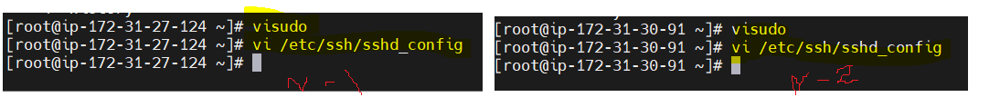 [root@ip-172-31-27-124 ~]# visudo
[root@ip-172-31-27-124 ~]# vi /etc/ssh/sshd_config
[root@ip-172-31-27-124 ~]#
N - 1
[root@ip-172-31-30-91 ~]# visudo
[root@ip-172-31-30-91 ~]# vi /etc/ssh/sshd_config
[root@ip-172-31-30-91 ~]#
N - 2